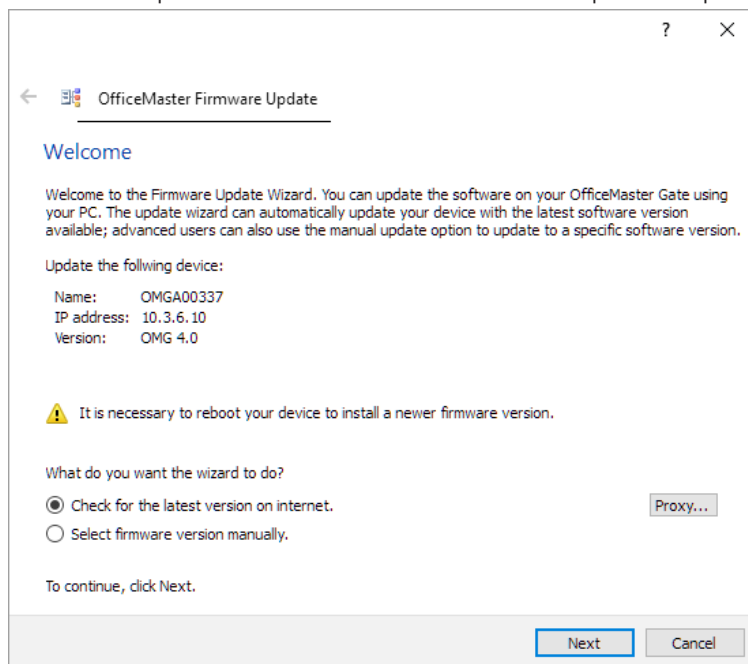 ?
OfficeMaster Firmware Update
Welcome
Welcome to the Firmware Update Wizard. You can update the software on your OfficeMaster Gate using
your PC. The update wizard can automatically update your device with the latest software version
available; advanced users can also use the manual update option to update to a specific software version.
Update the follwing device:
Name: OMGA00337
IP address: 10.3.6.10
Version: OMG 4.0
It is necessary to reboot your device to install a newer firmware version.
What do you want the wizard to do?
Check for the latest version on internet. Proxy...
Select firmware version manually.
To continue, click Next.
Next Cancel